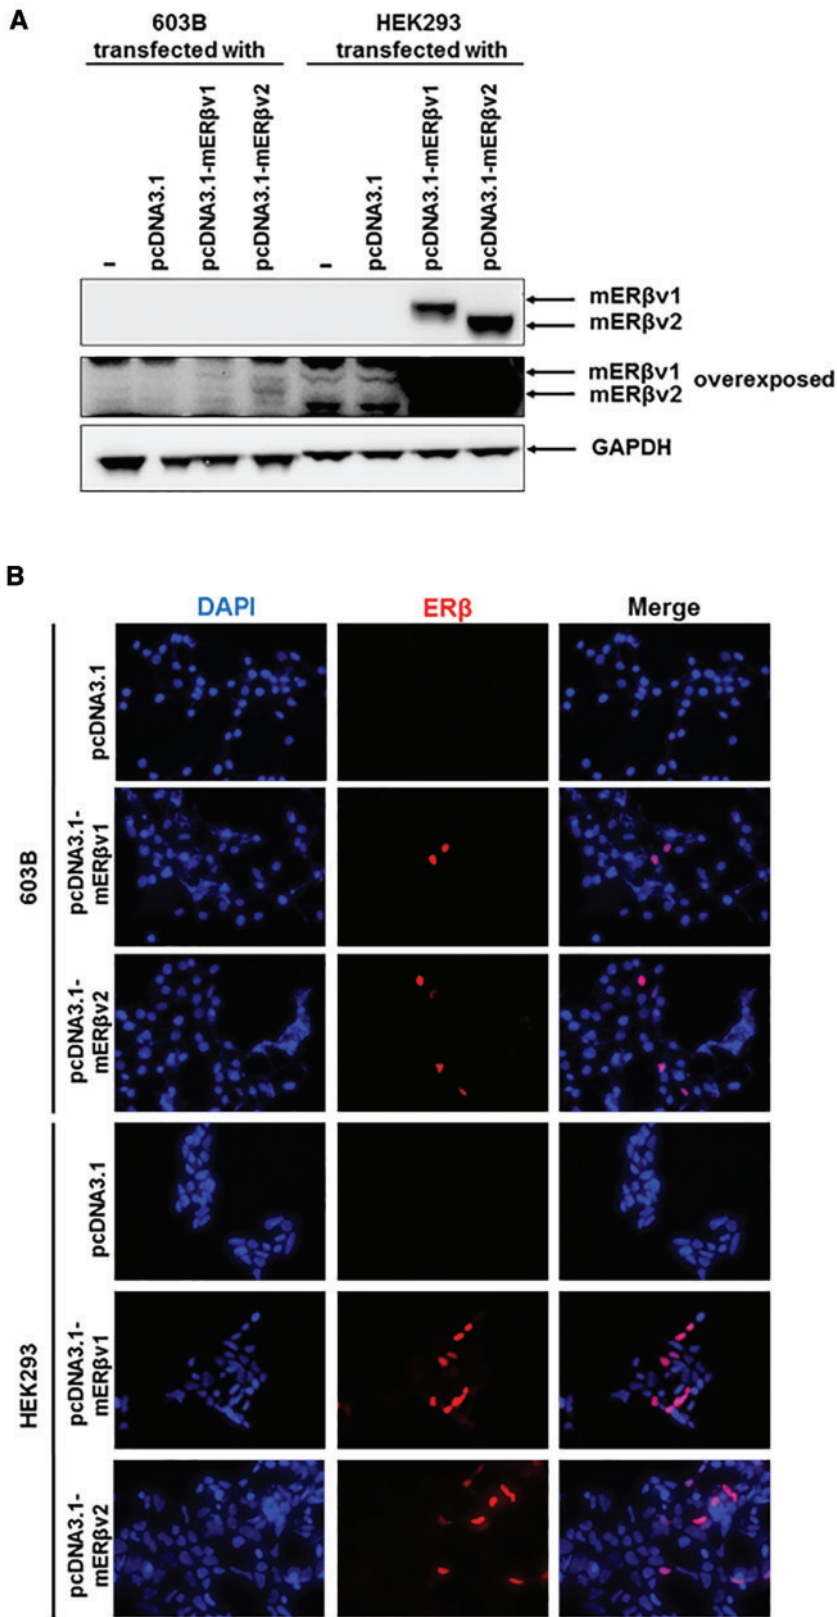 A
603B
transfected with
HEK293
transfected with
–
pcDNA3.1
pcDNA3.1-mERβv1
pcDNA3.1-mERβv2
–
pcDNA3.1
pcDNA3.1-mERβv1
pcDNA3.1-mERβv2
mERβv1
mERβv2
mERβv1
mERβv2
overexposed
GAPDH
B
DAPI
ERβ
Merge
603B
pcDNA3.1
pcDNA3.1-
mERβv1
pcDNA3.1-
mERβv2
HEK293
pcDNA3.1
pcDNA3.1-
mERβv1
pcDNA3.1-
mERβv2